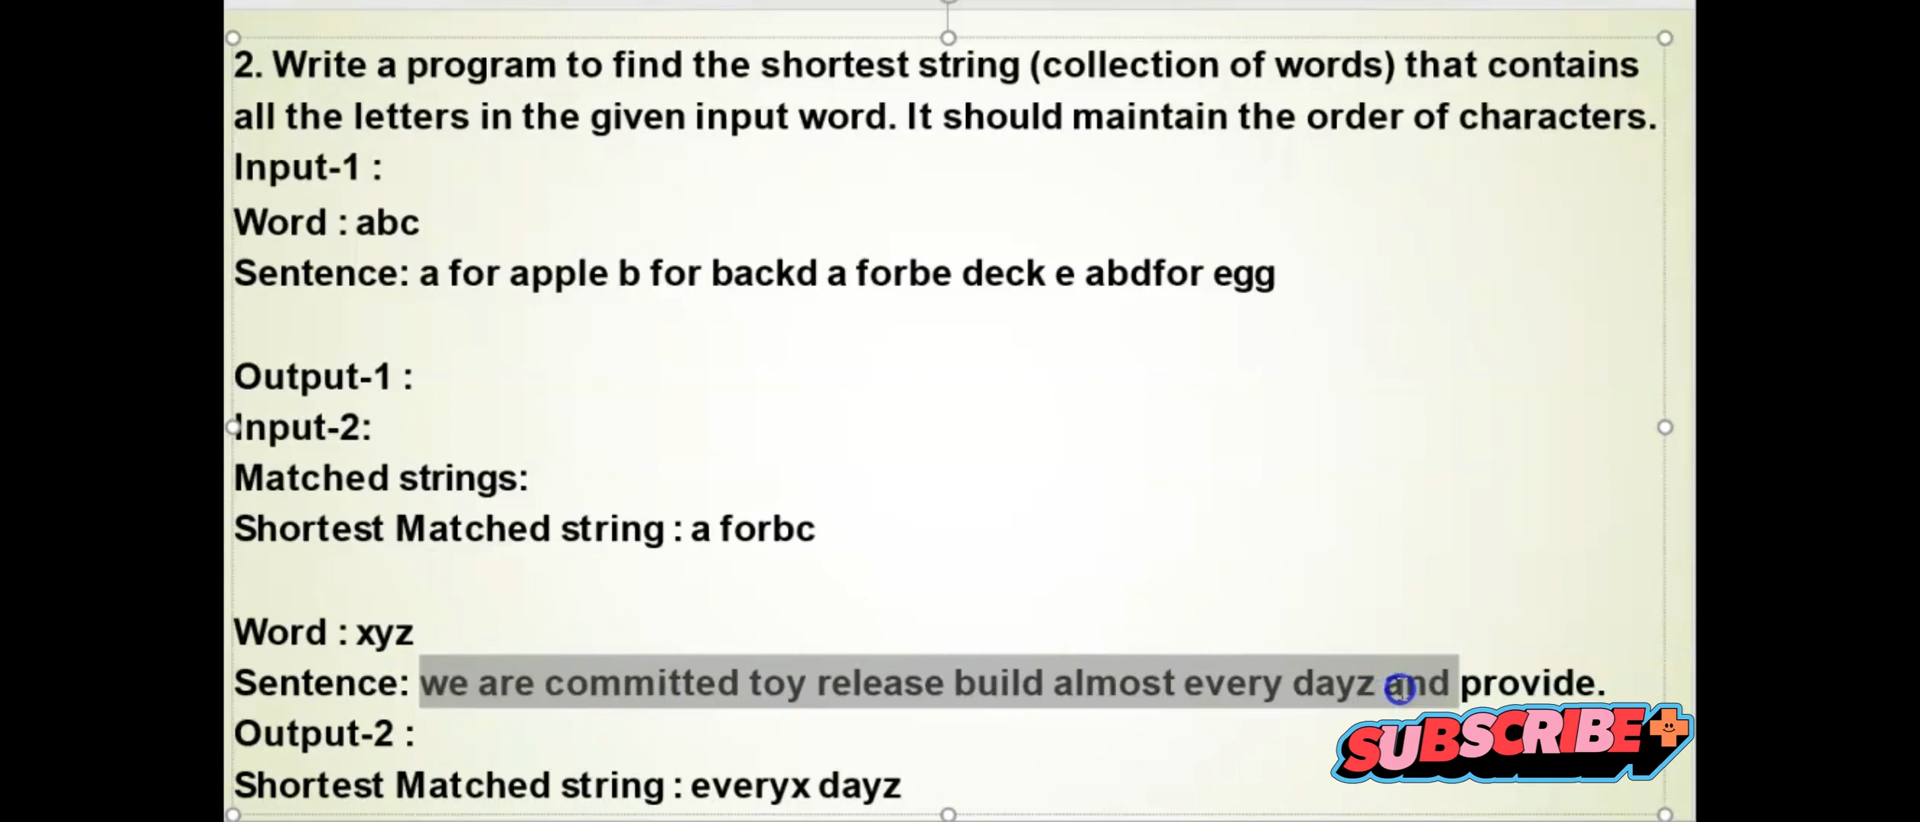 2. Write a program to find the shortest string (collection of words) that contains
all the letters in the given input word. It should maintain the order of characters.
Input-1 :
Word : abc
Sentence: a for apple b for backd a forbe deck e abdfor egg
Output-1 :
Input-2:
Matched strings:
Shortest Matched string : a forbc
Word : xyz
Sentence: we are committed toy release build almost every dayz and provide.
Output-2 :
SUBSCRIBE
Shortest Matched string : everyx dayz